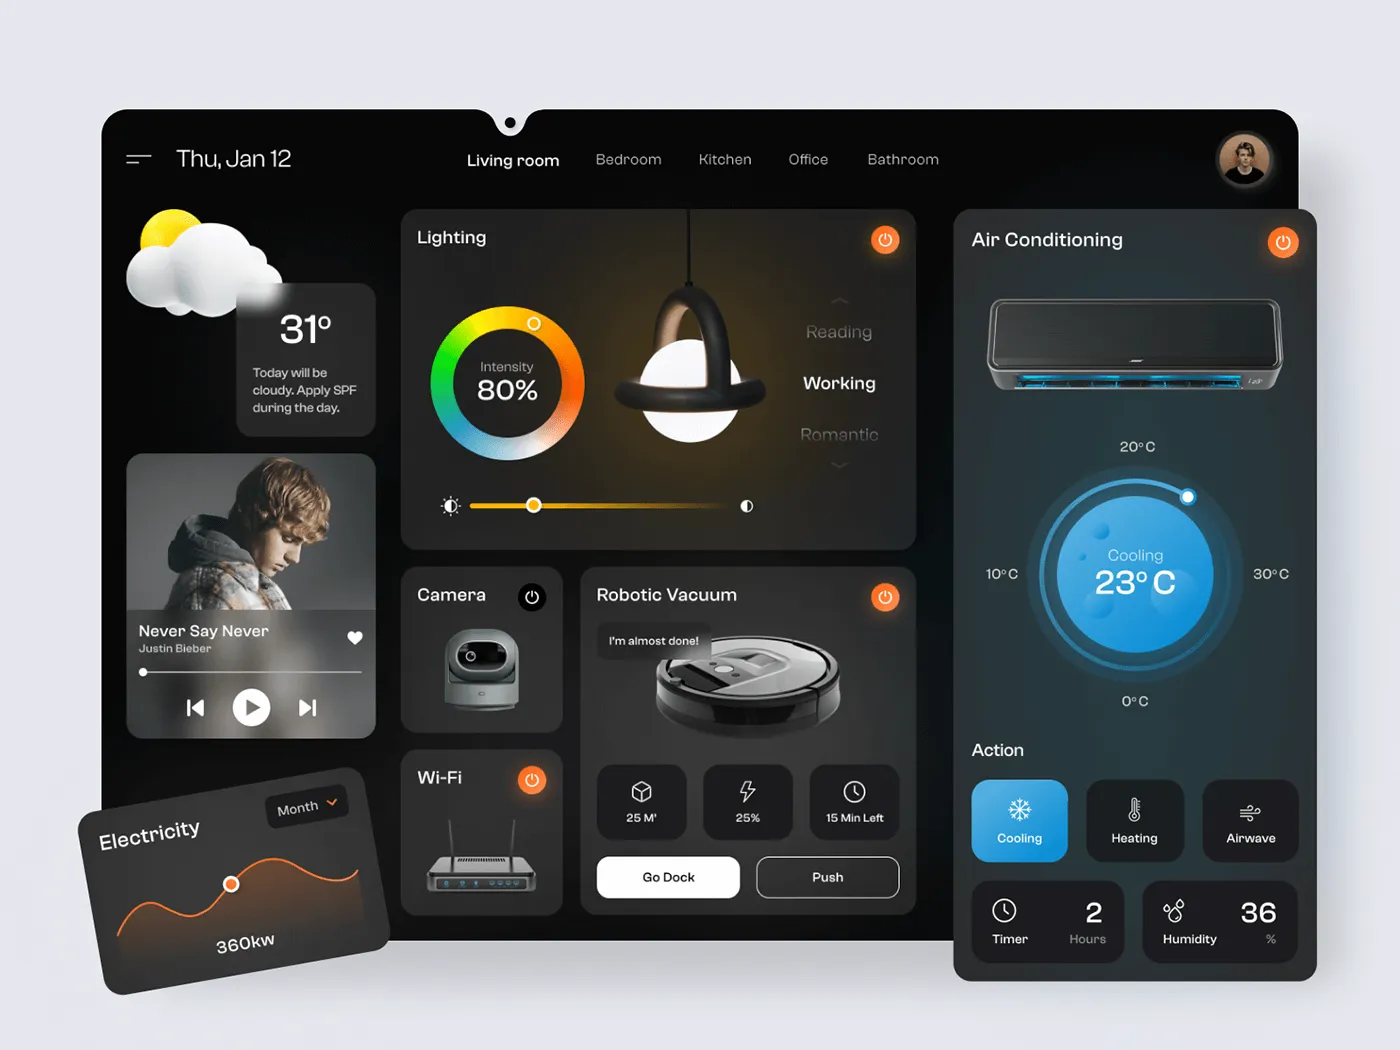 Thu, Jan 12
Living room
Bedroom
Kitchen
Office
Bathroom
31°
Today will be
cloudy. Apply SPF
during the day.
Never Say Never
Justin Bieber
Electricity
Month
360kw
Lighting
Intensity
80%
Reading
Working
Romantic
Camera
Wi-Fi
Robotic Vacuum
I'm almost done!
25 M'
25%
15 Min Left
Go Dock
Push
Air Conditioning
20° C
10° C
Cooling
23° C
30° C
0° C
Action
Cooling
Heating
Airwave
2
Timer
Hours
36
Humidity
%